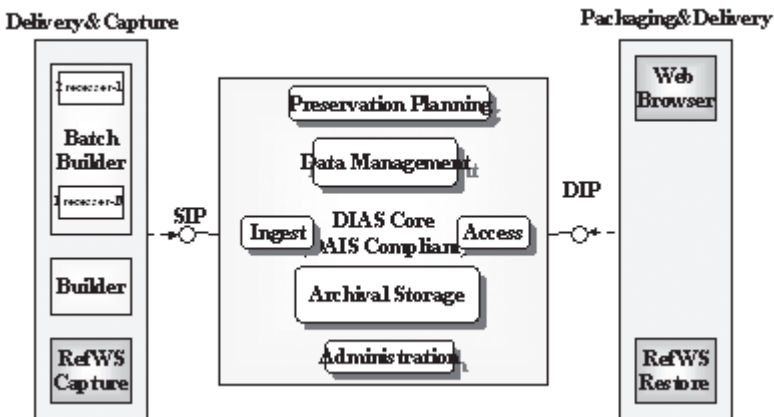 Delivery & Capture
Packaging & Delivery
Batch
Builder
Builder
RefWS
Capture
SIP
Preservation Planning
Data Management
Ingest
DIAS Core
Access
Archival Storage
Administration
DIP
Web
Browser
RefWS
Restore